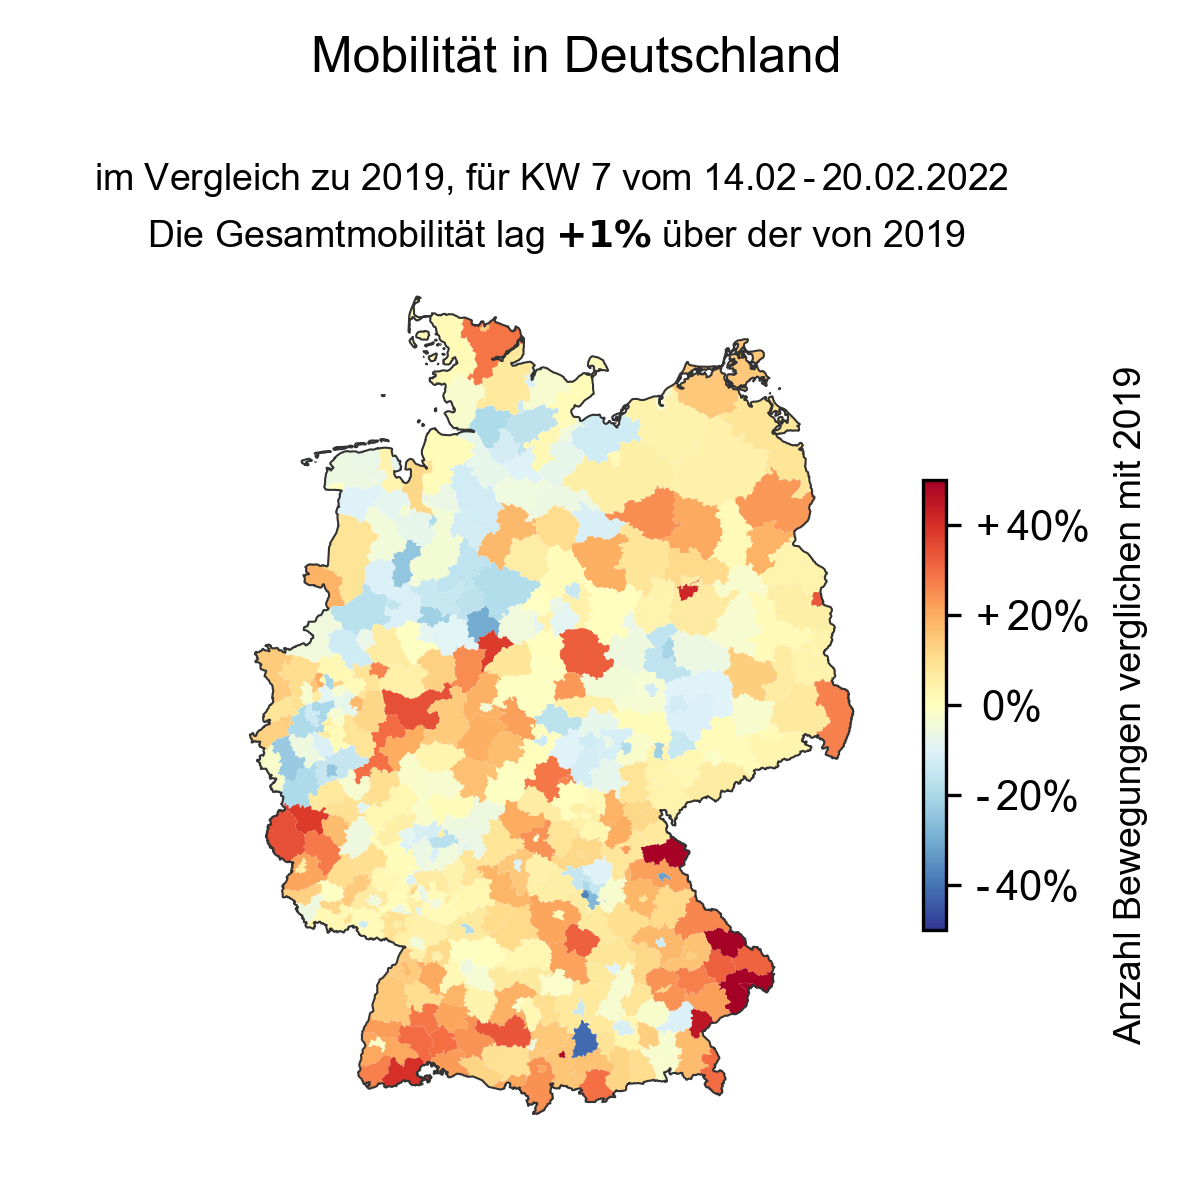 Mobilität in Deutschland
im Vergleich zu 2019, für KW 7 vom 14.02 - 20.02.2022
Die Gesamtmobilität lag +1% über der von 2019
+40%
+20%
0%
-20%
-40%
Anzahl Bewegungen verglichen mit 2019